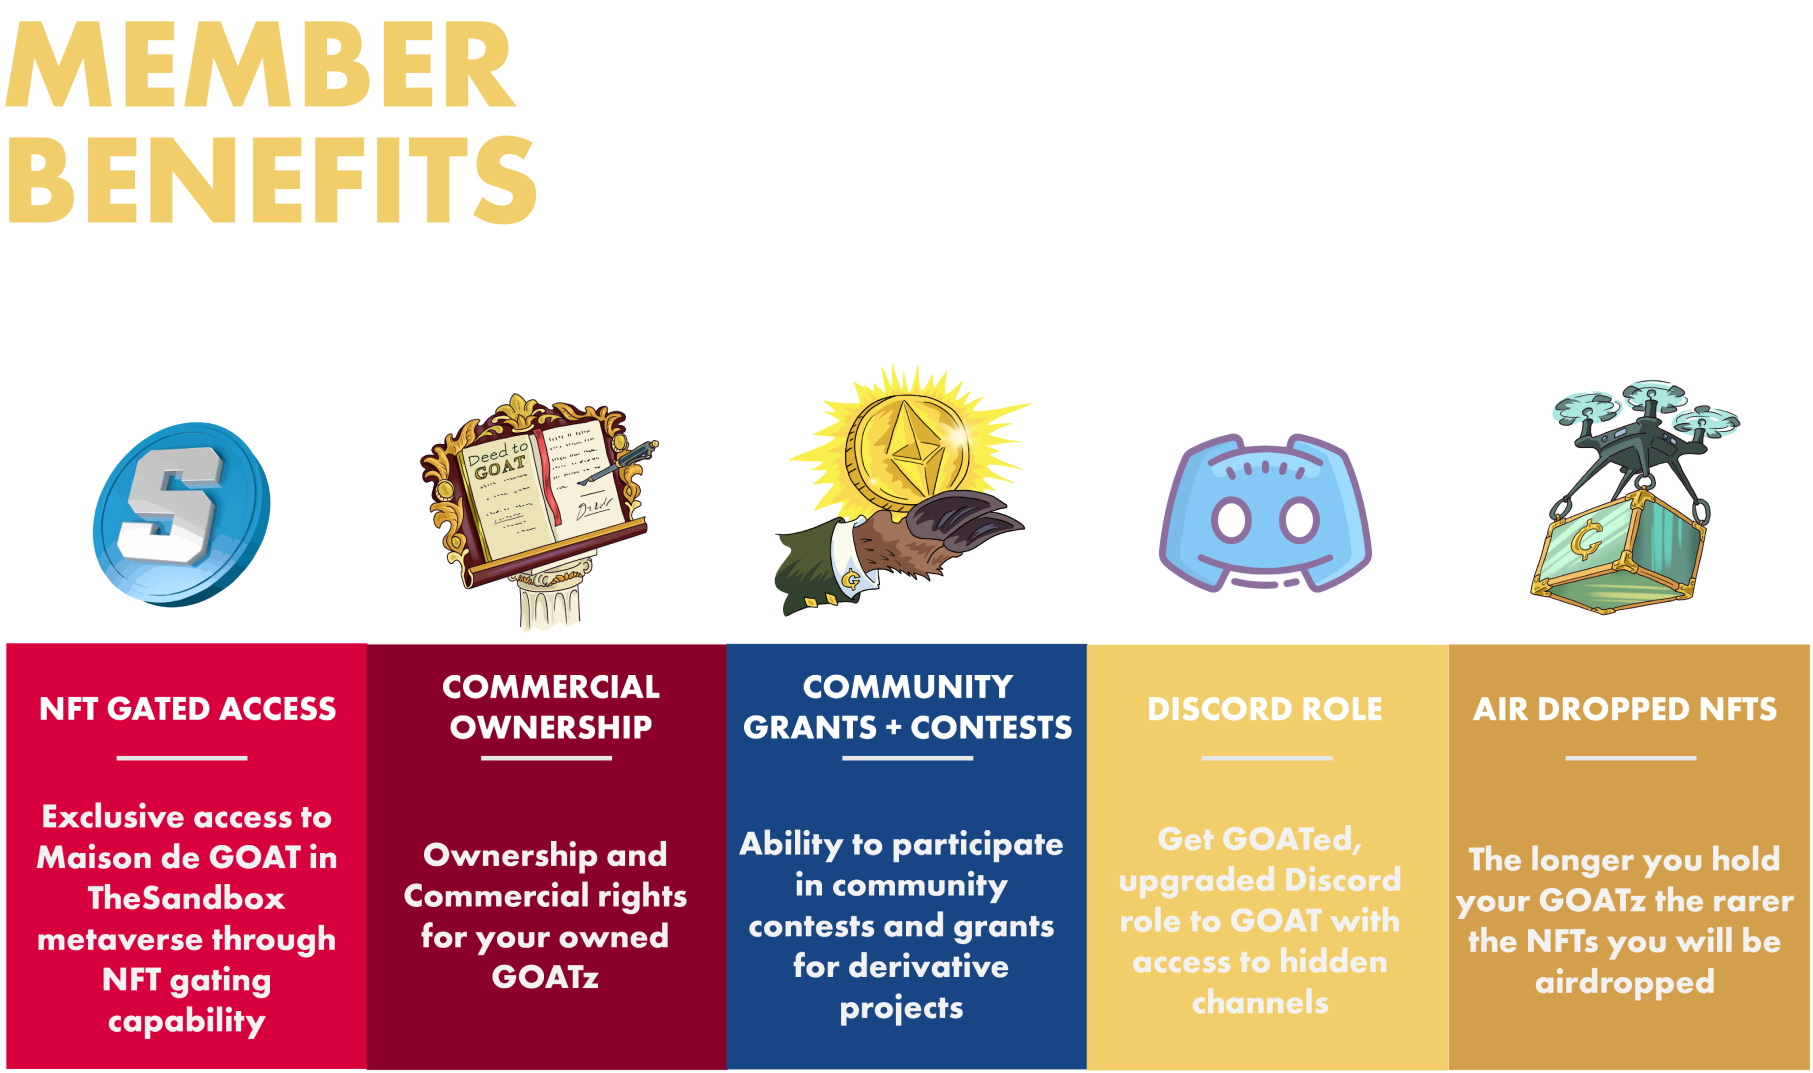 MEMBER
BENEFITS
S
Deed to
GOAT
NFT GATED ACCESS
Exclusive access to
Maison de GOAT in
TheSandbox
metaverse through
NFT gating
capability
COMMERCIAL
OWNERSHIP
Ownership and
Commercial rights
for your owned
GOATz
COMMUNITY
GRANTS + CONTESTS
Ability to participate
in community
contests and grants
for derivative
projects
DISCORD ROLE
Get GOATed,
upgraded Discord
role to GOAT with
access to hidden
channels
AIR DROPPED NFTS
The longer you hold
your GOATz the rarer
the NFTs you will be
airdropped